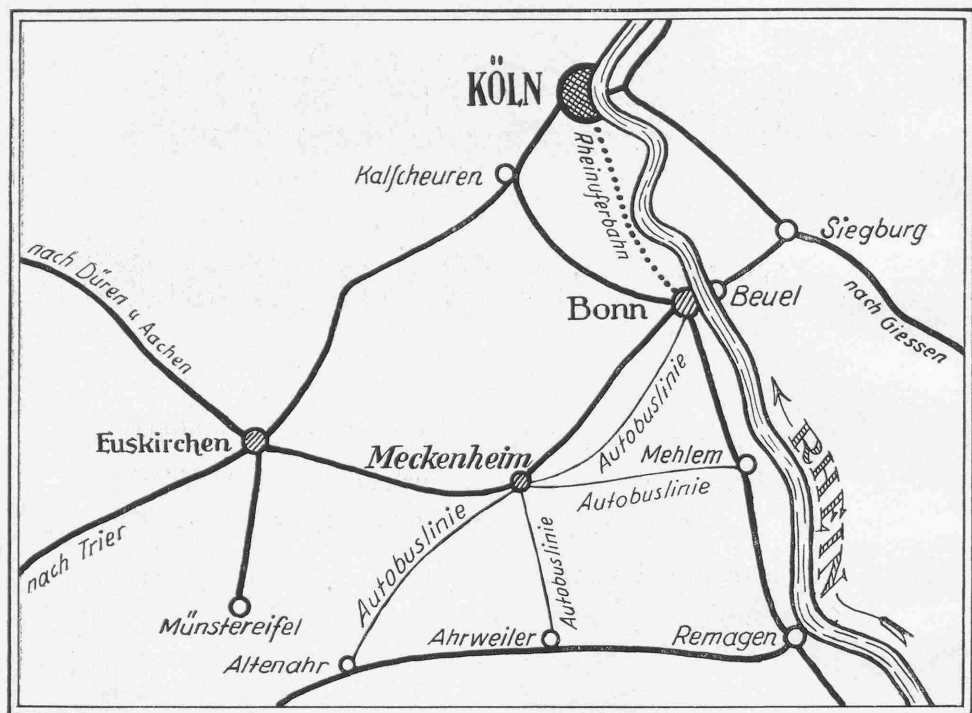 KÖLN
Kalſcheuren
Rheinuferbahn
Siegburg
nach Düren u Aachen
Bonn
Beuel
nach Giessen
Euskirchen
Meckenheim
Autobuslinie
Mehlem
Autobuslinie
RHEIN
nach Trier
Autobuslinie
Autobuslinie
Münstereifel
Ahrweiler
Remagen
Altenahr